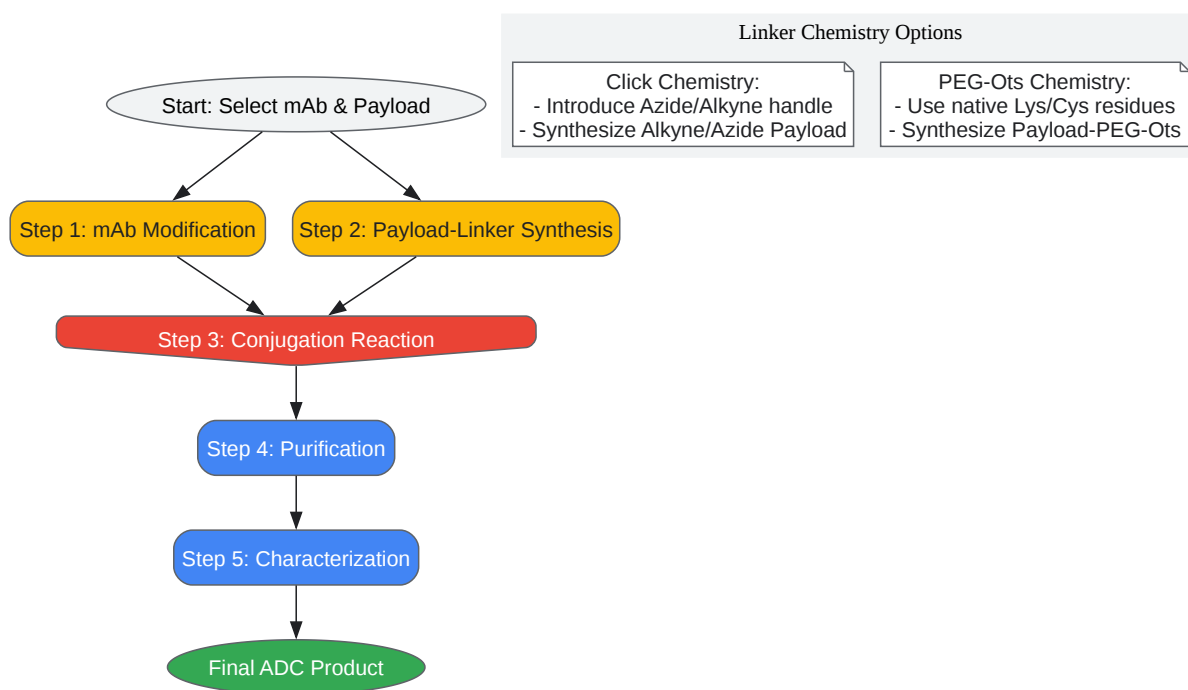 Linker Chemistry Options
Click Chemistry:
- Introduce Azide/Alkyne handle
- Synthesize Alkyne/Azide Payload
PEG-Ots Chemistry:
- Use native Lys/Cys residues
- Synthesize Payload-PEG-Ots
Start: Select mAb & Payload
Step 1: mAb Modification
Step 2: Payload-Linker Synthesis
Step 3: Conjugation Reaction
Step 4: Purification
Step 5: Characterization
Final ADC Product